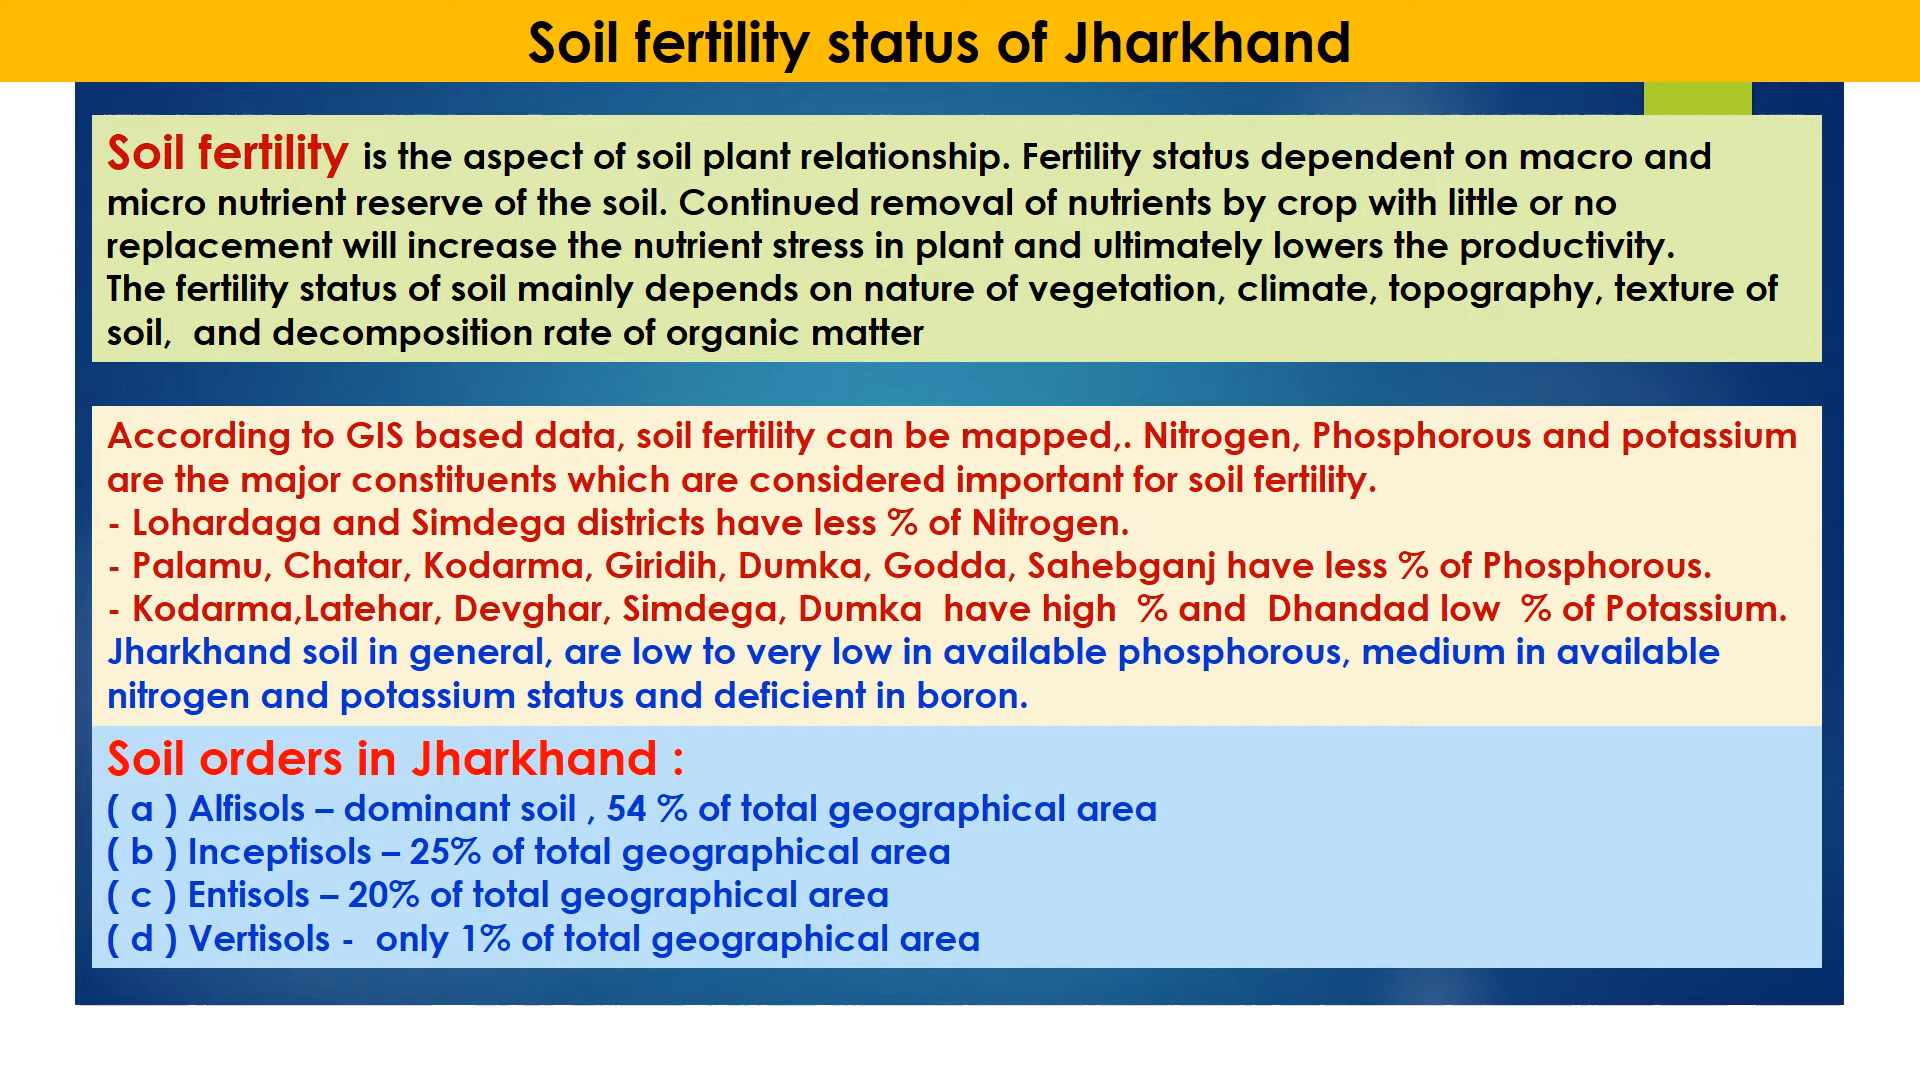 Soil fertility status of Jharkhand
Soil fertility is the aspect of soil plant relationship. Fertility status dependent on macro and
micro nutrient reserve of the soil. Continued removal of nutrients by crop with little or no
replacement will increase the nutrient stress in plant and ultimately lowers the productivity.
The fertility status of soil mainly depends on nature of vegetation, climate, topography, texture of
soil,  and decomposition rate of organic matter
According to GIS based data, soil fertility can be mapped,. Nitrogen, Phosphorous and potassium
are the major constituents which are considered important for soil fertility.
- Lohardaga and Simdega districts have less % of Nitrogen.
- Palamu, Chatar, Kodarma, Giridih, Dumka, Godda, Sahebganj have less % of Phosphorous.
- Kodarma,Latehar, Devghar, Simdega, Dumka  have high  % and  Dhandad low  % of Potassium.
Jharkhand soil in general, are low to very low in available phosphorous, medium in available
nitrogen and potassium status and deficient in boron.
Soil orders in Jharkhand :
( a ) Alfisols – dominant soil , 54 % of total geographical area
( b ) Inceptisols – 25% of total geographical area
( c ) Entisols – 20% of total geographical area
( d ) Vertisols -  only 1% of total geographical area